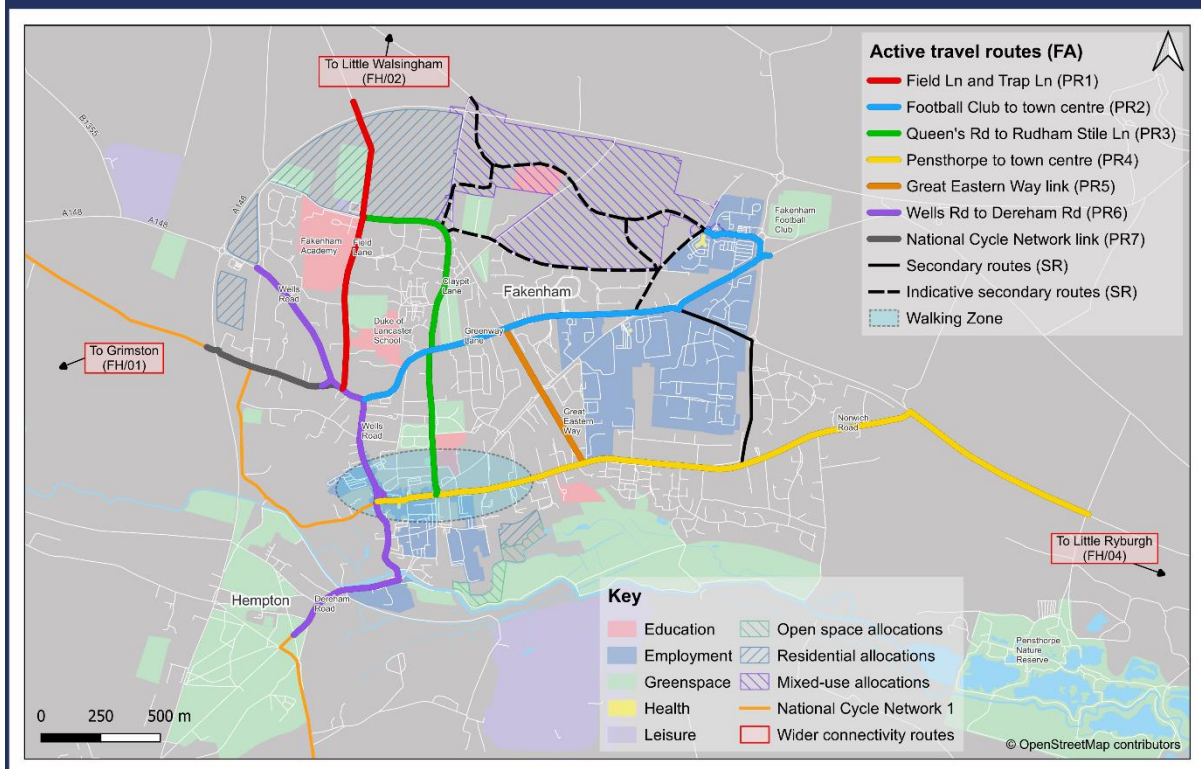 To Little Walsingham
(FH/02)
Active travel routes (FA)
Field Ln and Trap Ln (PR1)
Football Club to town centre (PR2)
Queen's Rd to Rudham Stile Ln (PR3)
Pensthorpe to town centre (PR4)
Great Eastern Way link (PR5)
Wells Rd to Dereham Rd (PR6)
National Cycle Network link (PR7)
Secondary routes (SR)
Indicative secondary routes (SR)
Walking Zone
B1355
A148
A148
A148
Fakenham
Academy
Field
Lane
Fakenham
Football
Club
Wells
Road
Claypit
Lane
Fakenham
Duke of
Lancaster
School
Greenway
Lane
To Grimston
(FH/01)
Wells
Road
Great
Eastern
Way
Norwich
Road
To Little Ryburgh
(FH/04)
Hempton
Dereham
Road
Pensthorpe
Nature
Reserve
Key
Education
Employment
Greenspace
Health
Leisure
Open space allocations
Residential allocations
Mixed-use allocations
National Cycle Network 1
Wider connectivity routes
0 250 500 m
© OpenStreetMap contributors